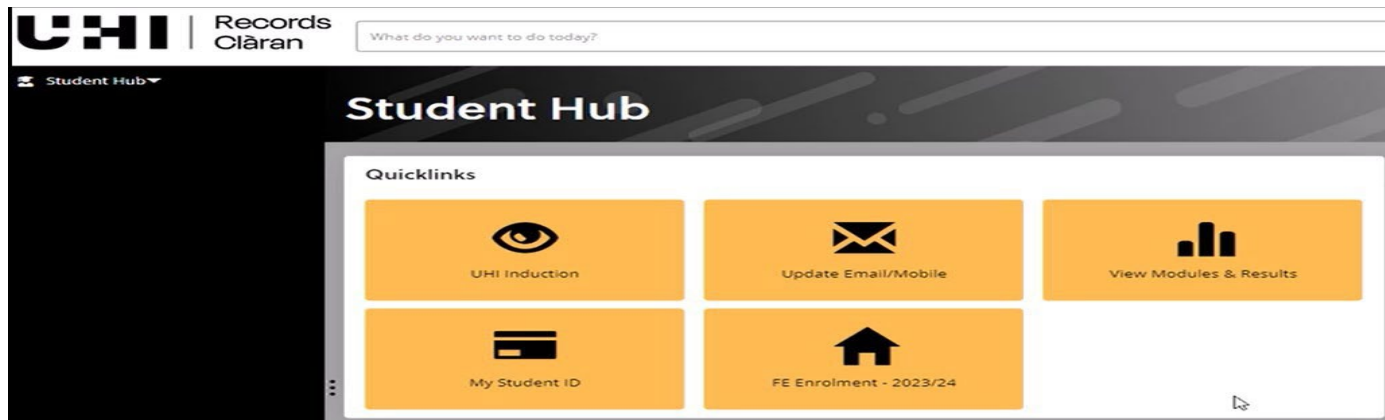 UHI
Records
Clàran
What do you want to do today?
Student Hub
Student Hub
Quicklinks
UHI Induction
Update Email/Mobile
View Modules & Results
My Student ID
FE Enrolment - 2023/24